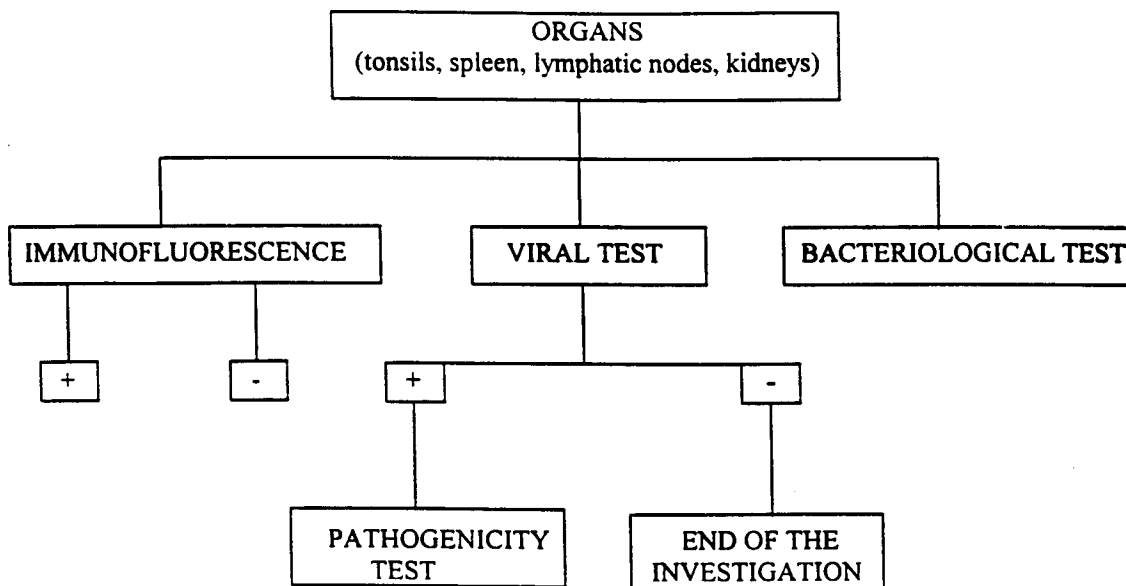 ORGANS
(tonsils, spleen, lymphatic nodes, kidneys)
IMMUNOFLUORESCENCE
VIRAL TEST
BACTERIOLOGICAL TEST
+
-
+
-
PATHOGENICITY
TEST
END OF THE
INVESTIGATION